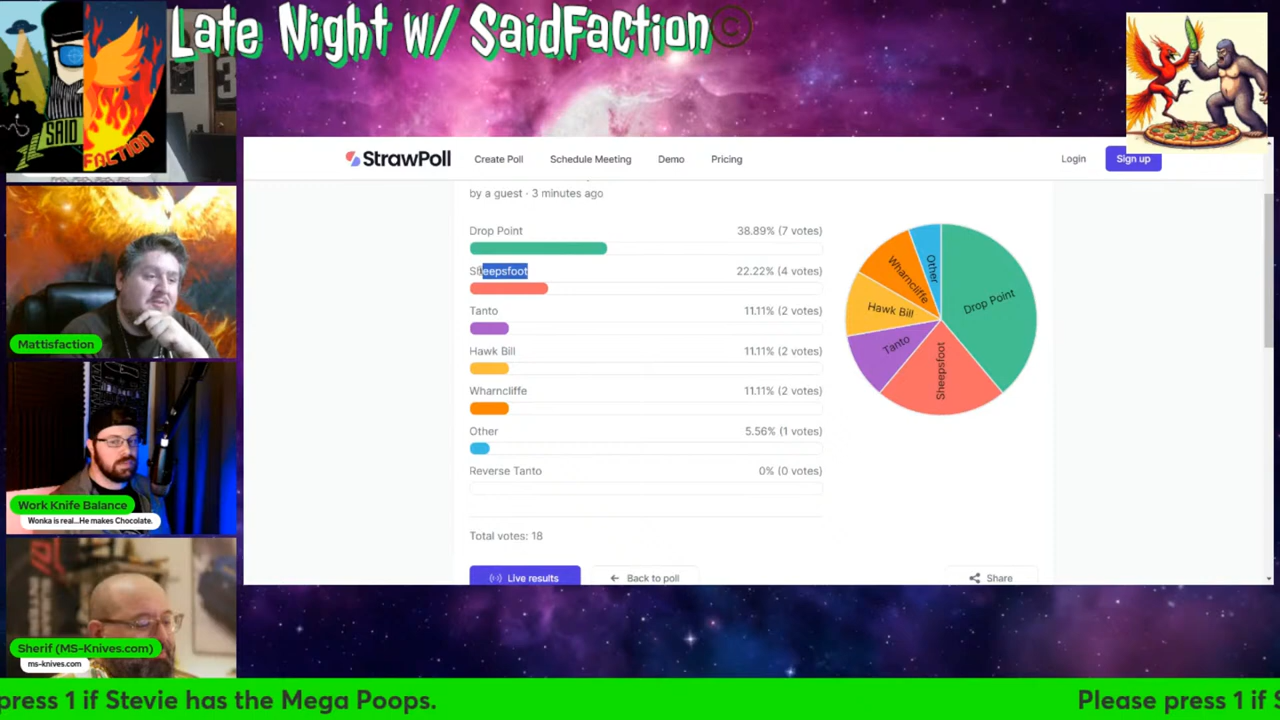 Late Night w/ SaidFaction©
SAID
FACTION
Mattisfaction
Work Knife Balance
Wonka is real...He makes Chocolate.
Sherif (MS-Knives.com)
ms-knives.com
StrawPoll
Create Poll
Schedule Meeting
Demo
Pricing
Login
Sign up
by a guest · 3 minutes ago
Drop Point 38.89% (7 votes)
Sheepsfoot 22.22% (4 votes)
Tanto 11.11% (2 votes)
Hawk Bill 11.11% (2 votes)
Wharncliffe 11.11% (2 votes)
Other 5.56% (1 votes)
Reverse Tanto 0% (0 votes)
Total votes: 18
Live results
Back to poll
Share
Drop Point
Sheepsfoot
Tanto
Hawk Bill
Wharncliffe
Other
press 1 if Stevie has the Mega Poops.
Please press 1 if S